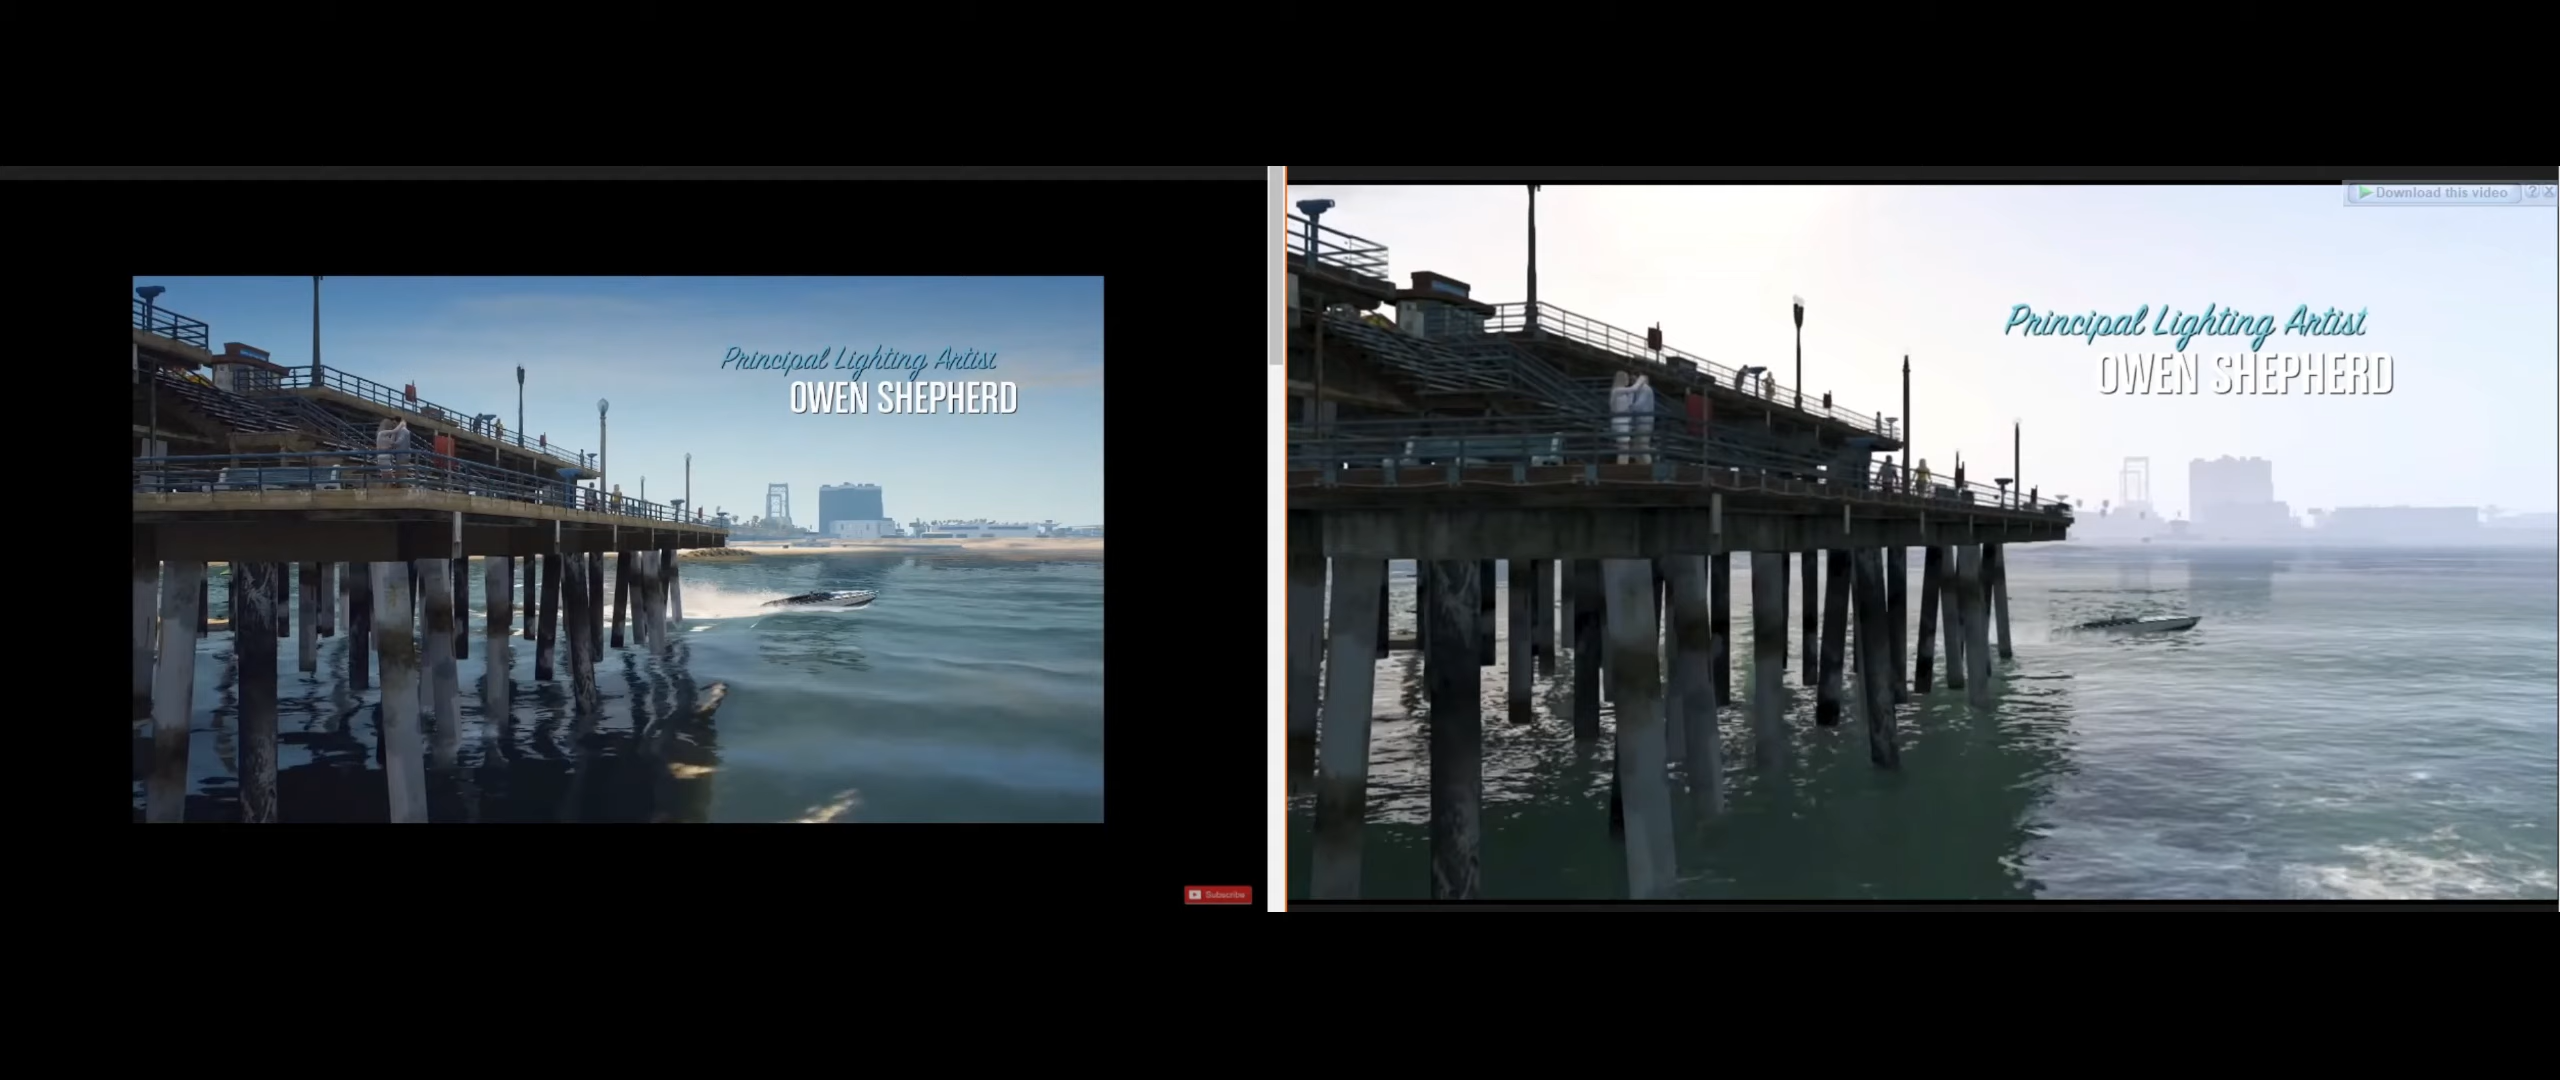 Principal Lighting Artist
OWEN SHEPHERD
Subscribe
Download this video
Principal Lighting Artist
OWEN SHEPHERD